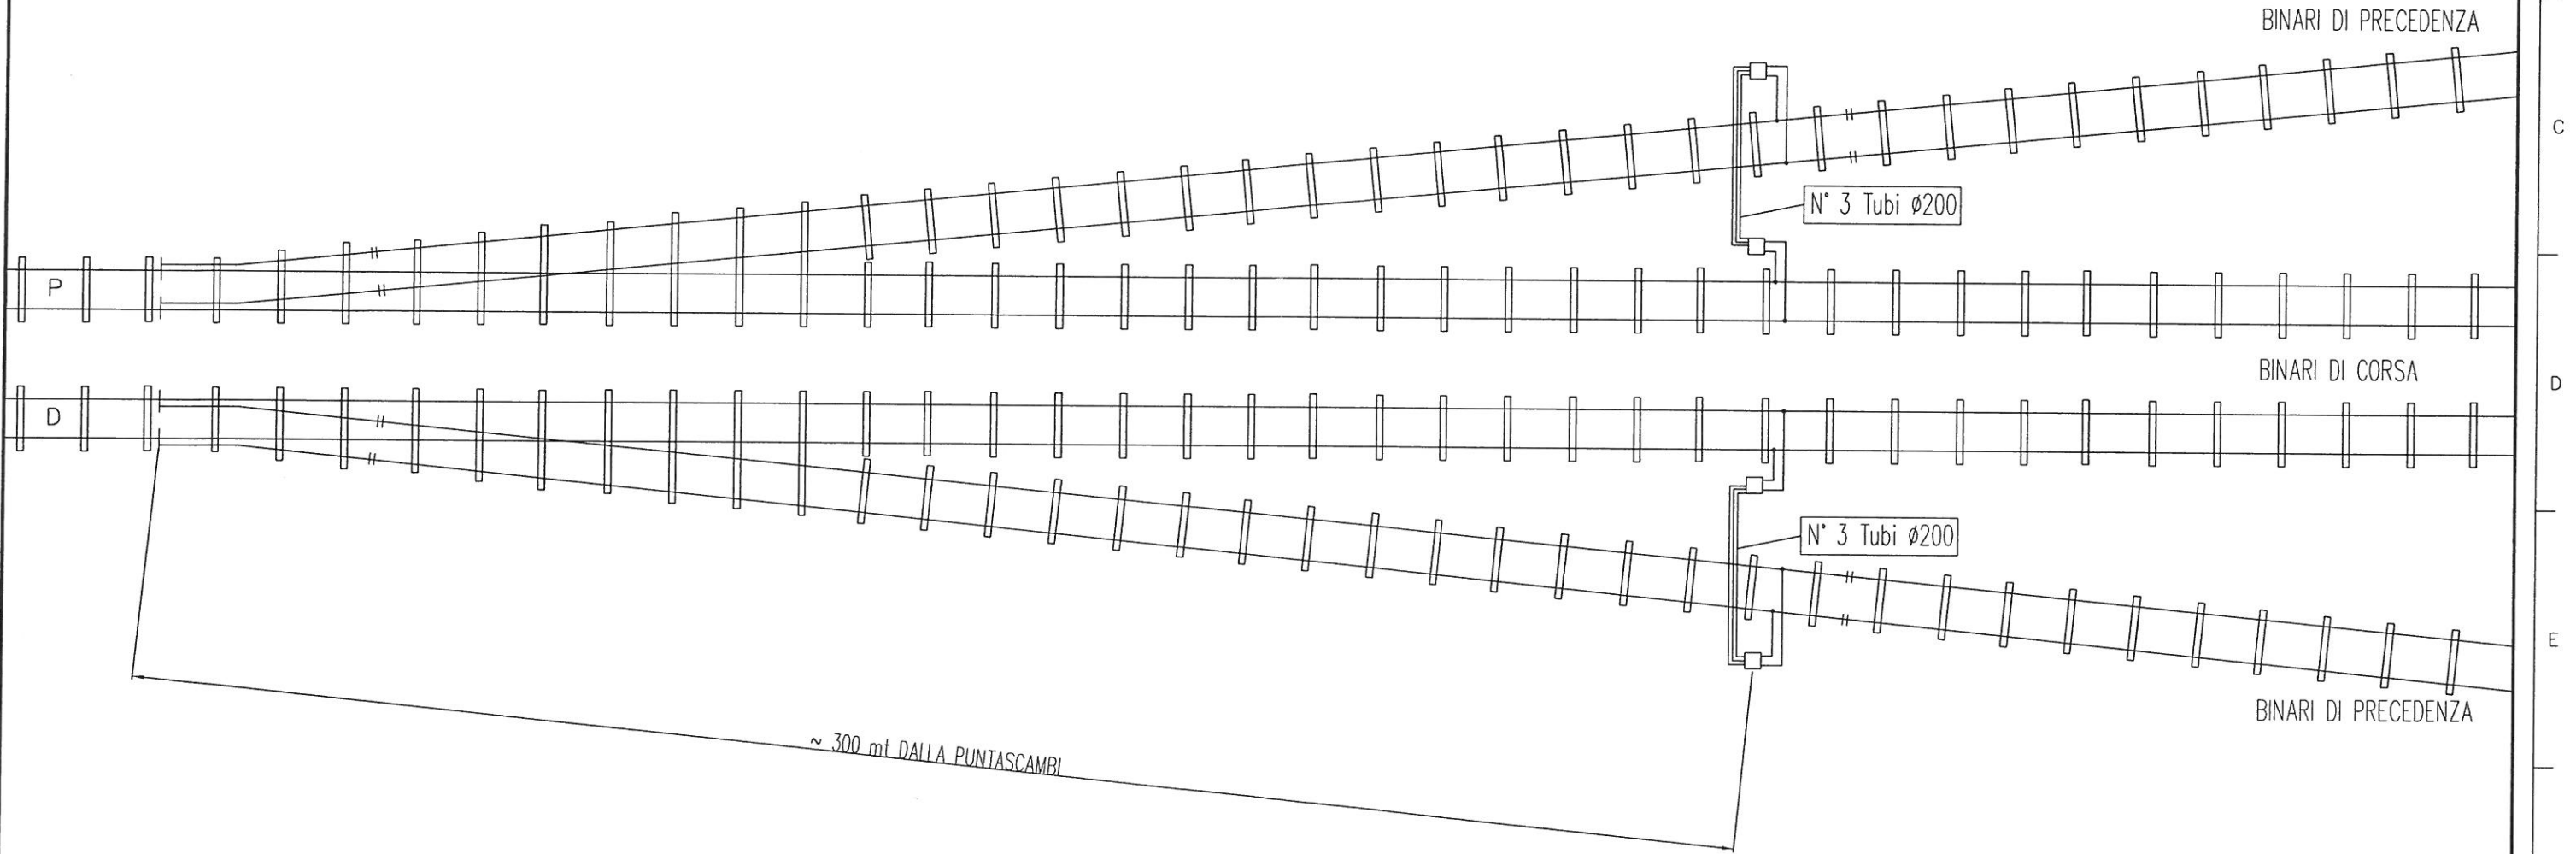 BINARI DI PRECEDENZA
C
N° 3 Tubi ø200
P
BINARI DI CORSA
D
D
N° 3 Tubi ø200
E
BINARI DI PRECEDENZA
~ 300 mt DALLA PUNTASCAMBI